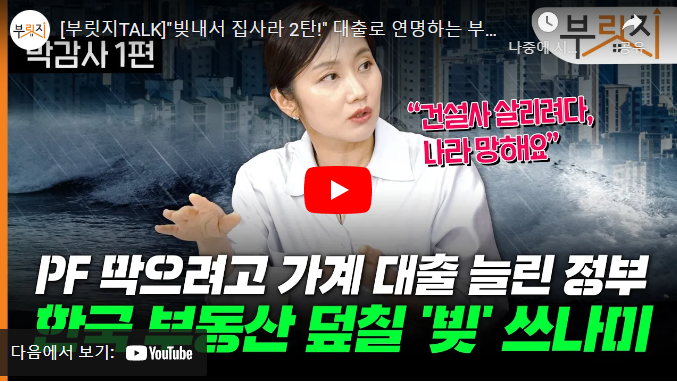 부릿지
[부릿지TALK]"빚내서 집사라 2탄!" 대출로 연명하는 부...
박감사 1편
나중에 시...
공유
부릿지
"건설사 살리려다,
나라 망해요"
PF 막으려고 가계 대출 늘린 정부
한국 부동산 덮칠 '빚' 쓰나미
다음에서 보기: YouTube